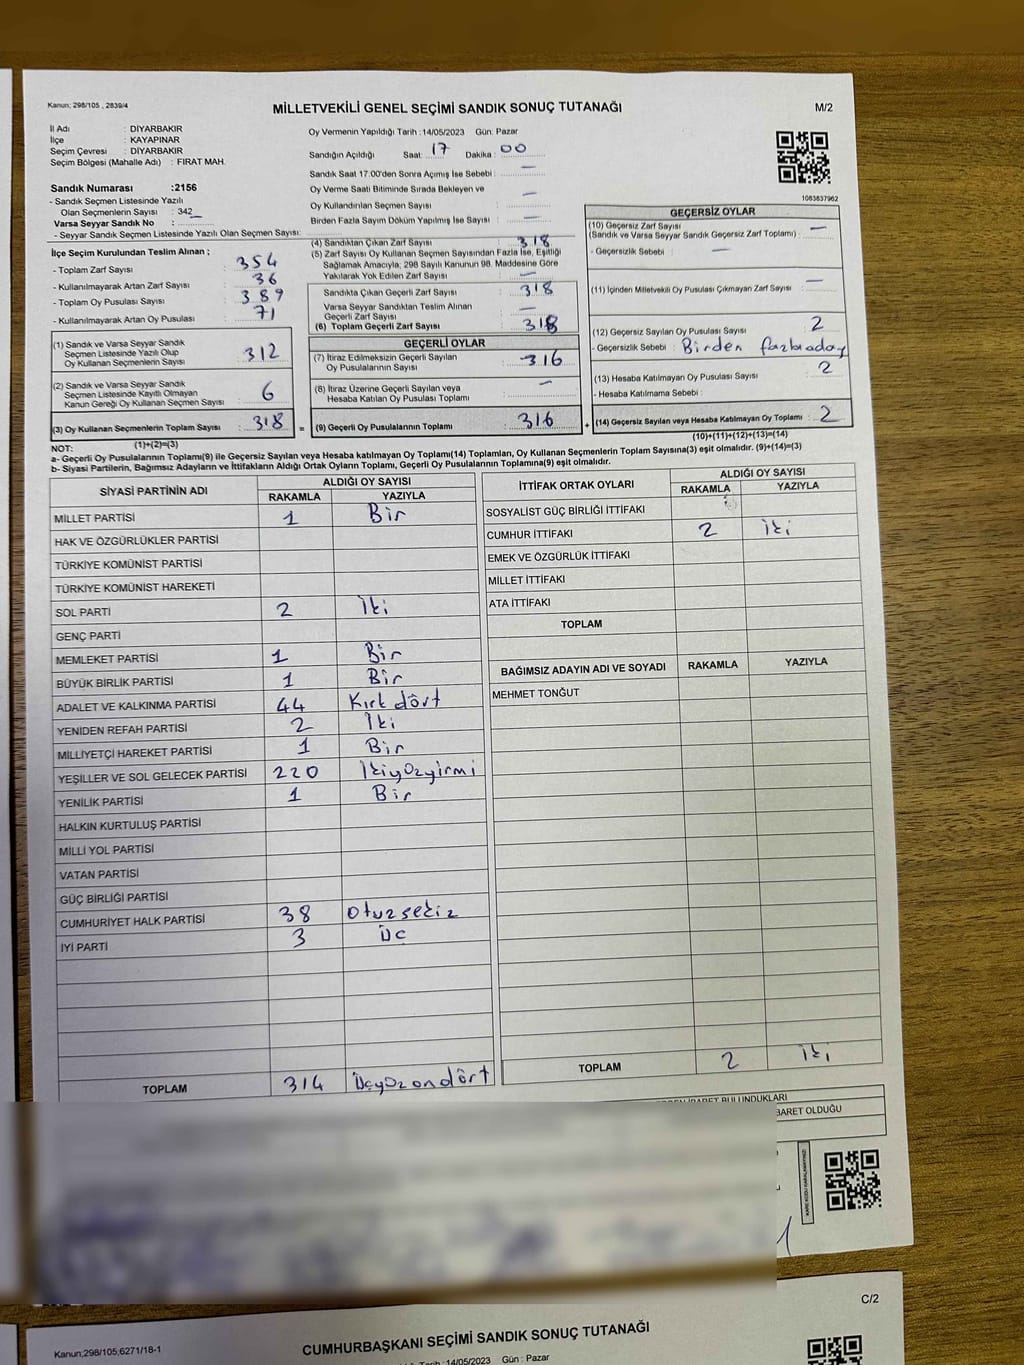 Kanun; 298/105 , 2839/4
MİLLETVEKİLİ GENEL SEÇİMİ SANDIK SONUÇ TUTANAĞI
M/2
İl Adı : DİYARBAKIR
İlçe : KAYAPINAR
Seçim Çevresi : DİYARBAKIR
Seçim Bölgesi (Mahalle Adı) : FIRAT MAH.
Oy Vermenin Yapıldığı Tarih : 14/05/2023 Gün: Pazar
Sandığın Açıldığı Saat: 17 Dakika : 00
Sandık Saat 17.00'den Sonra Açımış İse Sebebi : —
Oy Verme Saati Bitiminde Sırada Bekleyen ve
Oy Kullandırılan Seçmen Sayısı : —
Birden Fazla Sayım Döküm Yapılmış İse Sayısı : —
1083837962
Sandık Numarası :2156
- Sandık Seçmen Listesinde Yazılı
Olan Seçmenlerin Sayısı : 342
Varsa Seyyar Sandık No :
- Seyyar Sandık Seçmen Listesinde Yazılı Olan Seçmen Sayısı:
İlçe Seçim Kurulundan Teslim Alınan ;
- Toplam Zarf Sayısı : 354
- Kullanılmayarak Artan Zarf Sayısı : 36
- Toplam Oy Pusulası Sayısı : 389
- Kullanılmayarak Artan Oy Pusulası : 71
(1) Sandık ve Varsa Seyyar Sandık
Seçmen Listesinde Yazılı Olup
Oy Kullanan Seçmenlerin Sayısı : 312
(2) Sandık ve Varsa Seyyar Sandık
Seçmen Listesinde Kayıtlı Olmayan
Kanun Gereği Oy Kullanan Seçmen Sayısı : 6
(3) Oy Kullanan Seçmenlerin Toplam Sayısı : 318
(1)+(2)=(3)
(4) Sandıktan Çıkan Zarf Sayısı : 318
(5) Zarf Sayısı Oy Kullanan Seçmen Sayısından Fazla İse, Eşitliği
Sağlamak Amacıyla, 298 Sayılı Kanunun 98. Maddesine Göre
Yakılarak Yok Edilen Zarf Sayısı : —
Sandıkta Çıkan Geçerli Zarf Sayısı : 318
Varsa Seyyar Sandıktan Teslim Alınan
Geçerli Zarf Sayısı : —
(6) Toplam Geçerli Zarf Sayısı : 318
GEÇERLİ OYLAR
(7) İtiraz Edilmeksizin Geçerli Sayılan
Oy Pusulalarının Sayısı : 316
(8) İtiraz Üzerine Geçerli Sayılan veya
Hesaba Katılan Oy Pusulası Toplamı : —
= (9) Geçerli Oy Pusulalarının Toplamı : 316
GEÇERSİZ OYLAR
(10) Geçersiz Zarf Sayısı
(Sandık ve Varsa Seyyar Sandık Geçersiz Zarf Toplamı) : —
- Geçersizlik Sebebi : —
(11) İçinden Milletvekili Oy Pusulası Çıkmayan Zarf Sayısı : —
(12) Geçersiz Sayılan Oy Pusulası Sayısı : 2
- Geçersizlik Sebebi : Birden fazla aday
(13) Hesaba Katılmayan Oy Pusulası Sayısı : 2
- Hesaba Katılmama Sebebi :
+ (14) Geçersiz Sayılan veya Hesaba Katılmayan Oy Toplamı : 2
(10)+(11)+(12)+(13)=(14)
NOT:
a- Geçerli Oy Pusulalarının Toplamı(9) ile Geçersiz Sayılan veya Hesaba katılmayan Oy Toplamı(14) Toplamları, Oy Kullanan Seçmenlerin Toplam Sayısına(3) eşit olmalıdır. (9)+(14)=(3)
b- Siyasi Partilerin, Bağımsız Adayların ve İttifakların Aldığı Ortak Oyların Toplamı, Geçerli Oy Pusulalarının Toplamına(9) eşit olmalıdır.
SİYASİ PARTİNİN ADI ALDIĞI OY SAYISI
RAKAMLA YAZIYLA
MİLLET PARTİSİ 1 Bir
HAK VE ÖZGÜRLÜKLER PARTİSİ
TÜRKİYE KOMÜNİST PARTİSİ
TÜRKİYE KOMÜNİST HAREKETİ
SOL PARTİ 2 İki
GENÇ PARTİ
MEMLEKET PARTİSİ 1 Bir
BÜYÜK BİRLİK PARTİSİ 1 Bir
ADALET VE KALKINMA PARTİSİ 44 Kırk dört
YENİDEN REFAH PARTİSİ 2 İki
MİLLİYETÇİ HAREKET PARTİSİ 1 Bir
YEŞİLLER VE SOL GELECEK PARTİSİ 220 İkiyüzyirmi
YENİLİK PARTİSİ 1 Bir
HALKIN KURTULUŞ PARTİSİ
MİLLİ YOL PARTİSİ
VATAN PARTİSİ
GÜÇ BİRLİĞİ PARTİSİ
CUMHURİYET HALK PARTİSİ 38 Otuzsekiz
İYİ PARTİ 3 Üç
TOPLAM 314 Üçyüzondört
İTTİFAK ORTAK OYLARI ALDIĞI OY SAYISI
RAKAMLA YAZIYLA
SOSYALİST GÜÇ BİRLİĞİ İTTİFAKI
CUMHUR İTTİFAKI 2 İki
EMEK VE ÖZGÜRLÜK İTTİFAKI
MİLLET İTTİFAKI
ATA İTTİFAKI
TOPLAM
BAĞIMSIZ ADAYIN ADI VE SOYADI RAKAMLA YAZIYLA
MEHMET TONĞUT
TOPLAM 2 İki
BULUNDUKLARI
BARET OLDUĞU
C/2
CUMHURBAŞKANI SEÇİMİ SANDIK SONUÇ TUTANAĞI
Kanun;298/105;6271/18-1
Tarih :14/05/2023 Gün : Pazar